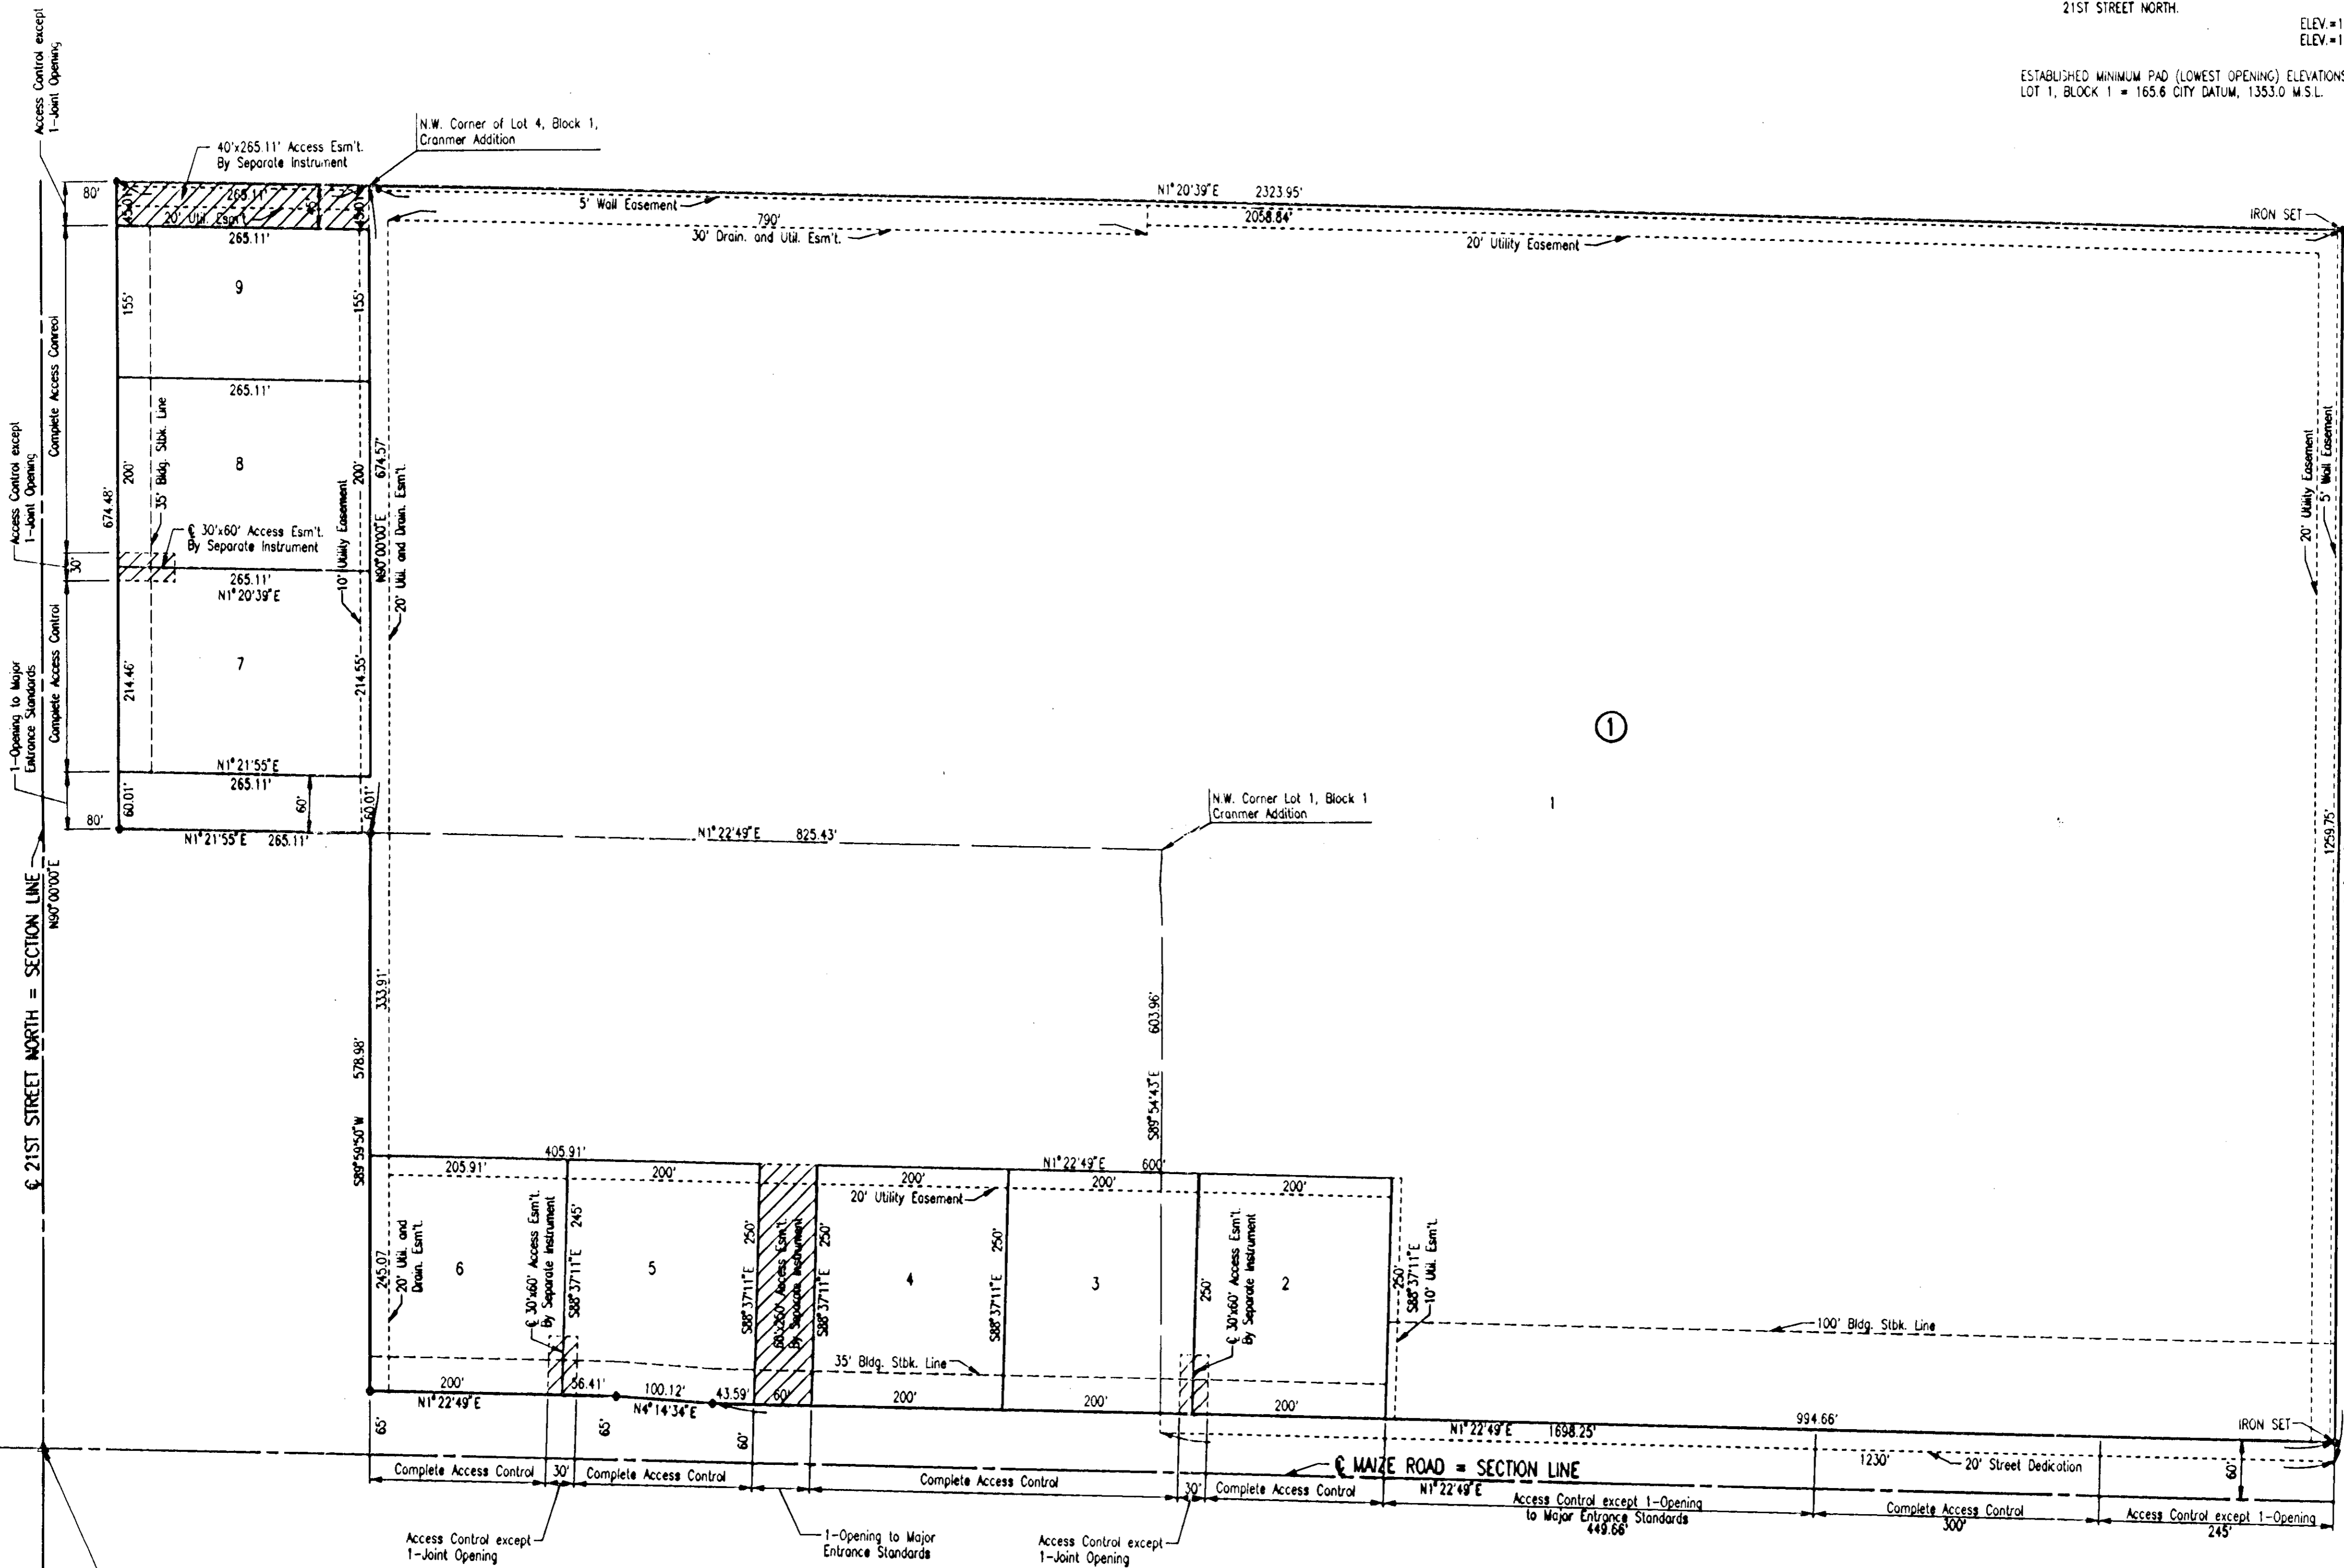 21ST STREET NORTH.
ELEV.=1
ELEV.=1
ESTABLISHED MINIMUM PAD (LOWEST OPENING) ELEVATIONS
LOT 1, BLOCK 1 = 165.6 CITY DATUM, 1353.0 M.S.L.
Access Control except
1-Joint Opening
N.W. Corner of Lot 4, Block 1,
Cranmer Addition
40'x265.11' Access Esm't.
By Separate Instrument
80'
45.01'
265.11'
20' Util. Esm't
40'
45.01'
265.11'
5' Wall Easement
N1°20'39"E 2323.95'
790'
2058.84'
30' Drain. and Util. Esm't.
20' Utility Easement
IRON SET
9
155'
155'
Complete Access Conreol
265.11'
35' Bldg. Stbk. Line
8
200'
200'
674.48'
N90°00'00"E 674.57'
10' Utility Easement
20' Util. and Drain. Esm't.
Access Control except
1-Joint Opening
₵ 30'x60' Access Esm't.
By Separate Instrument
30'
265.11'
N1°20'39"E
Complete Access Control
7
214.46'
214.55'
1-Opening to Major
Entrance Standards
N1°21'55"E
265.11'
60.01'
60'
60.01'
80'
N1°21'55"E 265.11'
N1°22'49"E 825.43'
N.W. Corner Lot 1, Block 1
Cranmer Addition
1
1
20' Utility Easement
5' Wall Easement
1259.75'
₵ 21ST STREET NORTH = SECTION LINE
N90°00'00"E
333.91'
S89°59'50"W 578.98'
603.96'
S89°54'43"E
405.91'
205.91'
200'
N1°22'49"E 600'
200'
200'
200'
20' Utility Easement
245.07
20' Util. and
Drain. Esm't.
6
₵ 30'x60' Access Esm't.
By Separate Instrument
S88°37'11"E 245'
5
S88°37'11"E 250'
60'x250' Access Esm't.
By Separate Instrument
S88°37'11"E 250'
4
S88°37'11"E 250'
3
250'
₵ 30'x60' Access Esm't.
By Separate Instrument
2
250'
S88°37'11"E
10' Util. Esm't.
100' Bldg. Stbk. Line
35' Bldg. Stbk. Line
200'
N1°22'49"E
56.41'
100.12'
N4°14'34"E
43.59'
60'
200'
200'
200'
994.66'
N1°22'49"E 1698.25'
IRON SET
65'
65'
60'
1230'
20' Street Dedication
60'
₵ MAIZE ROAD = SECTION LINE
N1°22'49"E
Complete Access Control
30'
Complete Access Control
Complete Access Control
30'
Complete Access Control
Access Control except 1-Opening
to Major Entrance Standards
449.66'
Complete Access Control
300'
Access Control except 1-Opening
245'
Access Control except
1-Joint Opening
1-Opening to Major
Entrance Standards
Access Control except
1-Joint Opening